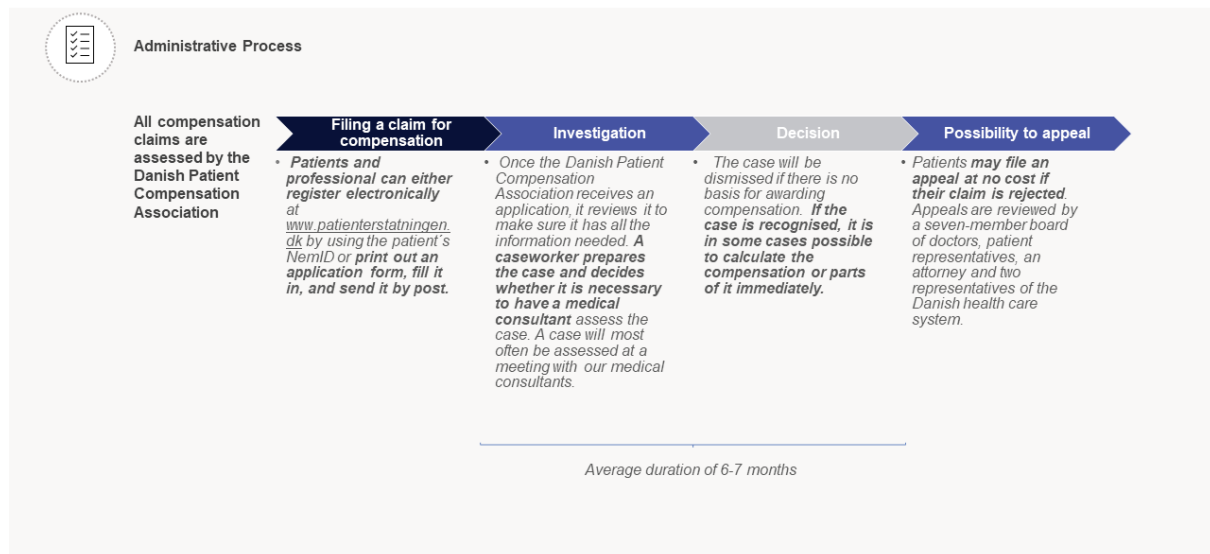 Administrative Process
All compensation
claims are
assessed by the
Danish Patient
Compensation
Association
Filing a claim for
compensation
• Patients and
professional can either
register electronically
at
www.patienterstatningen.
dk by using the patient´s
NemID or print out an
application form, fill it
in, and send it by post.
Investigation
• Once the Danish Patient
Compensation
Association receives an
application, it reviews it to
make sure it has all the
information needed. A
caseworker prepares
the case and decides
whether it is necessary
to have a medical
consultant assess the
case. A case will most
often be assessed at a
meeting with our medical
consultants.
Decision
• The case will be
dismissed if there is no
basis for awarding
compensation. If the
case is recognised, it is
in some cases possible
to calculate the
compensation or parts
of it immediately.
Possibility to appeal
• Patients may file an
appeal at no cost if
their claim is rejected.
Appeals are reviewed by
a seven-member board
of doctors, patient
representatives, an
attorney and two
representatives of the
Danish health care
system.
Average duration of 6-7 months